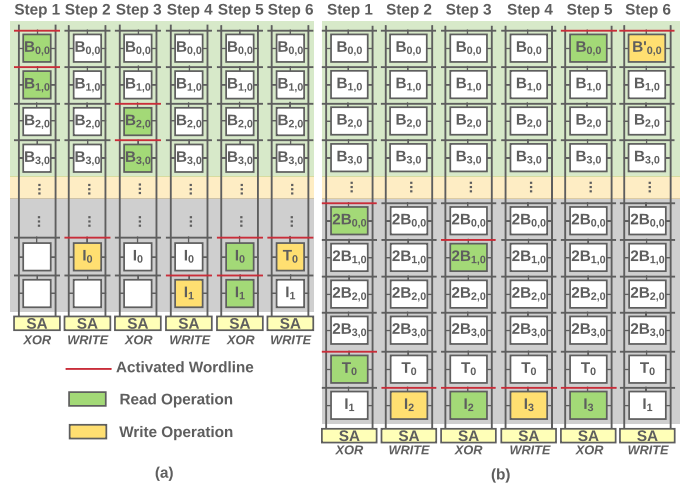 Step 1 Step 2 Step 3 Step 4 Step 5 Step 6
B0,0 B0,0 B0,0 B0,0 B0,0 B0,0
B1,0 B1,0 B1,0 B1,0 B1,0 B1,0
B2,0 B2,0 B2,0 B2,0 B2,0
B3,0 B3,0 B3,0 B3,0 B3,0
... ... ... ... ... ...
... ... ... ... ... ...
I0 I0 I0 I0 T0
I1 I1 I1
SA SA SA SA SA SA
XOR WRITE XOR WRITE XOR WRITE
Activated Wordline
Read Operation
Write Operation
(a)
Step 1 Step 2 Step 3 Step 4 Step 5 Step 6
B0,0 B0,0 B0,0 B0,0 B0,0 B'0,0
B1,0 B1,0 B1,0 B1,0 B1,0 B1,0
B2,0 B2,0 B2,0 B2,0 B2,0 B2,0
B3,0 B3,0 B3,0 B3,0 B3,0 B3,0
... ... ... ... ... ...
2B0,0 2B0,0 2B0,0 2B0,0 2B0,0 2B0,0
2B1,0 2B1,0 2B1,0 2B1,0 2B1,0
2B2,0 2B2,0 2B2,0 2B2,0 2B2,0 2B2,0
2B3,0 2B3,0 2B3,0 2B3,0 2B3,0 2B3,0
T0 T0 T0 T0 T0 T0
I1 I2 I2 I3 I3 I1
SA SA SA SA SA SA
XOR WRITE XOR WRITE XOR WRITE
(b)